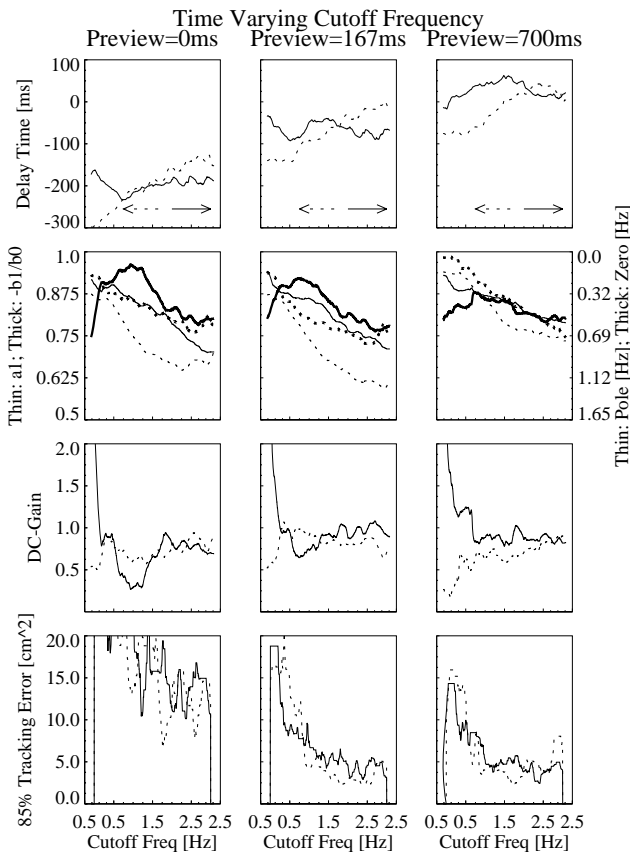 Time Varying Cutoff Frequency
Preview=0ms Preview=167ms Preview=700ms
Delay Time [ms]
100
0
-100
-200
-300
Thin: a1; Thick: -b1/b0
1.0
0.875
0.75
0.625
0.5
Thin: Pole [Hz]; Thick: Zero [Hz]
0.0
0.32
0.69
1.12
1.65
DC-Gain
2.0
1.5
1.0
0.5
85% Tracking Error [cm^2]
20.0
15.0
10.0
5.0
0.0
0.5 0.5 1.5 2.5 2.5 0.5 0.5 1.5 2.5 2.5 0.5 0.5 1.5 2.5 2.5
Cutoff Freq [Hz] Cutoff Freq [Hz] Cutoff Freq [Hz]